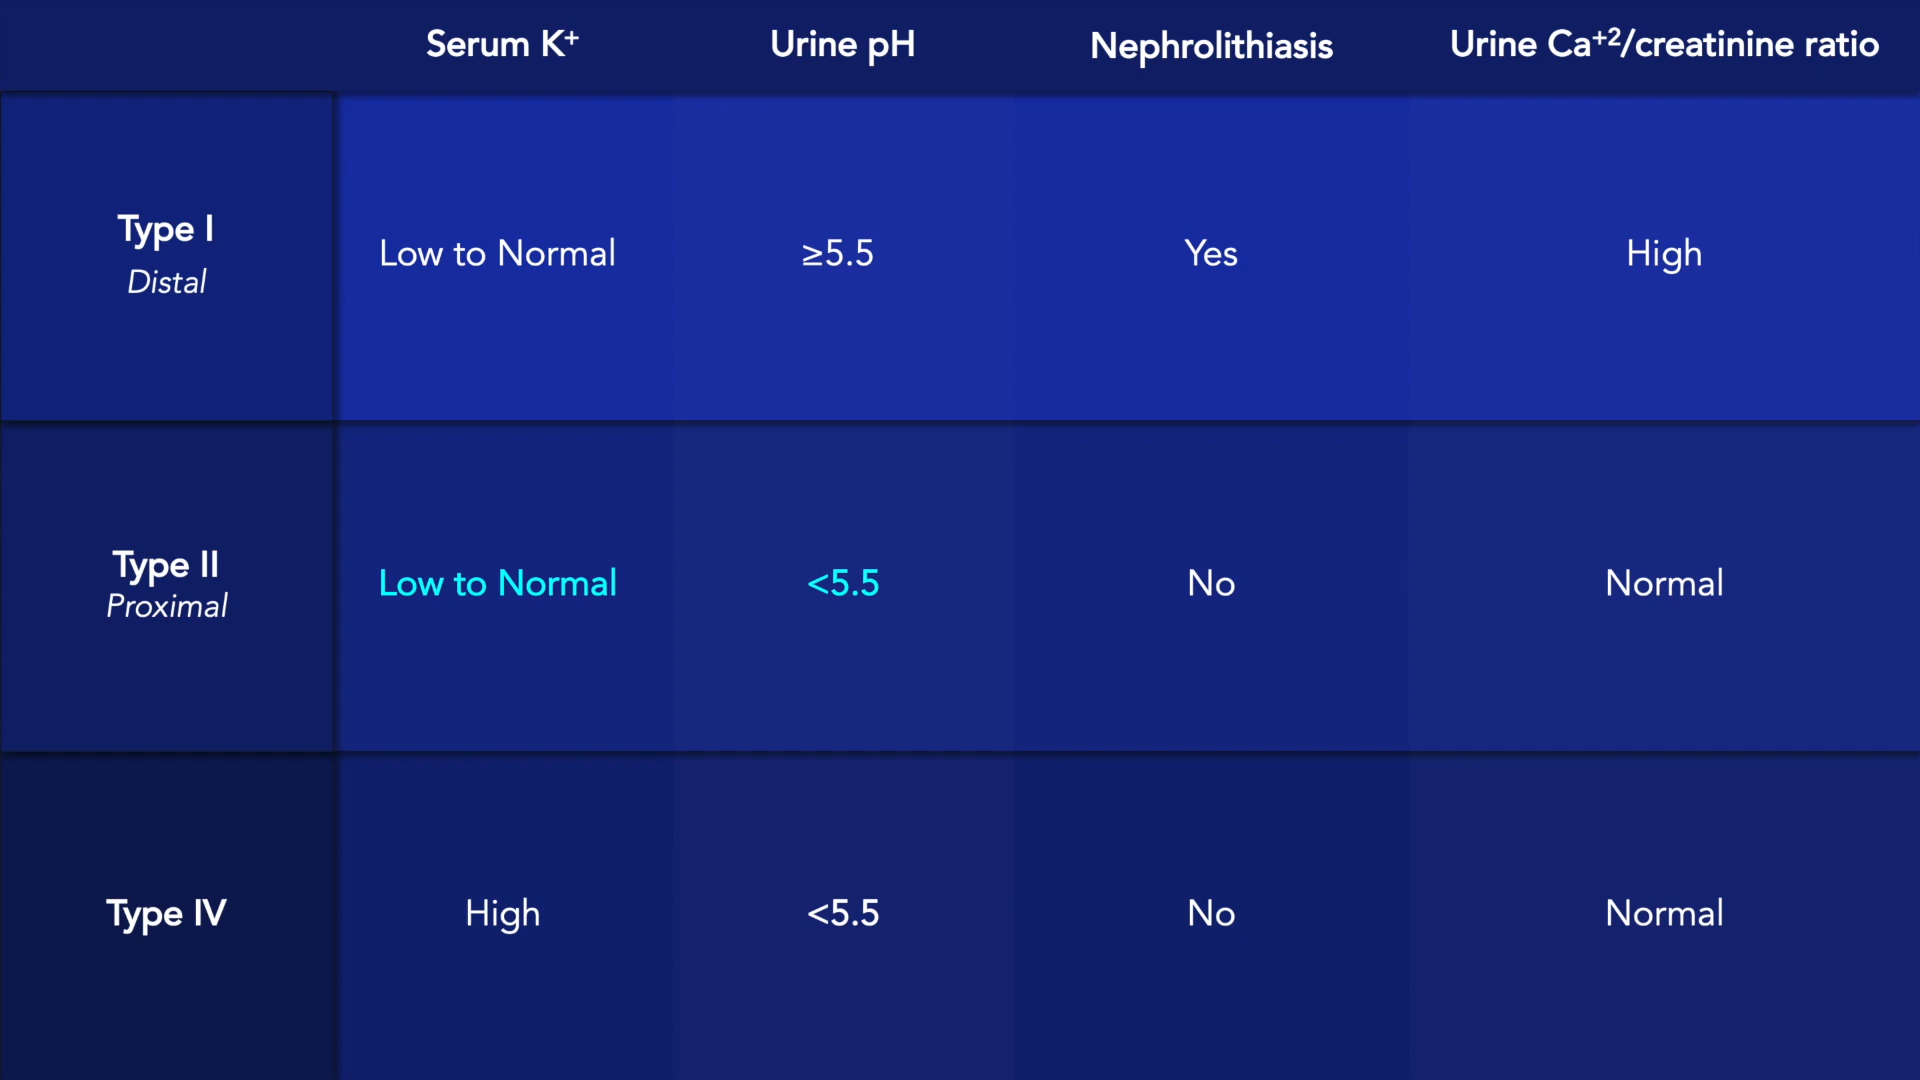 Serum K⁺ Urine pH Nephrolithiasis Urine Ca⁺²/creatinine ratio
Type I
Distal
Low to Normal ≥5.5 Yes High
Type II
Proximal
Low to Normal <5.5 No Normal
Type IV High <5.5 No Normal